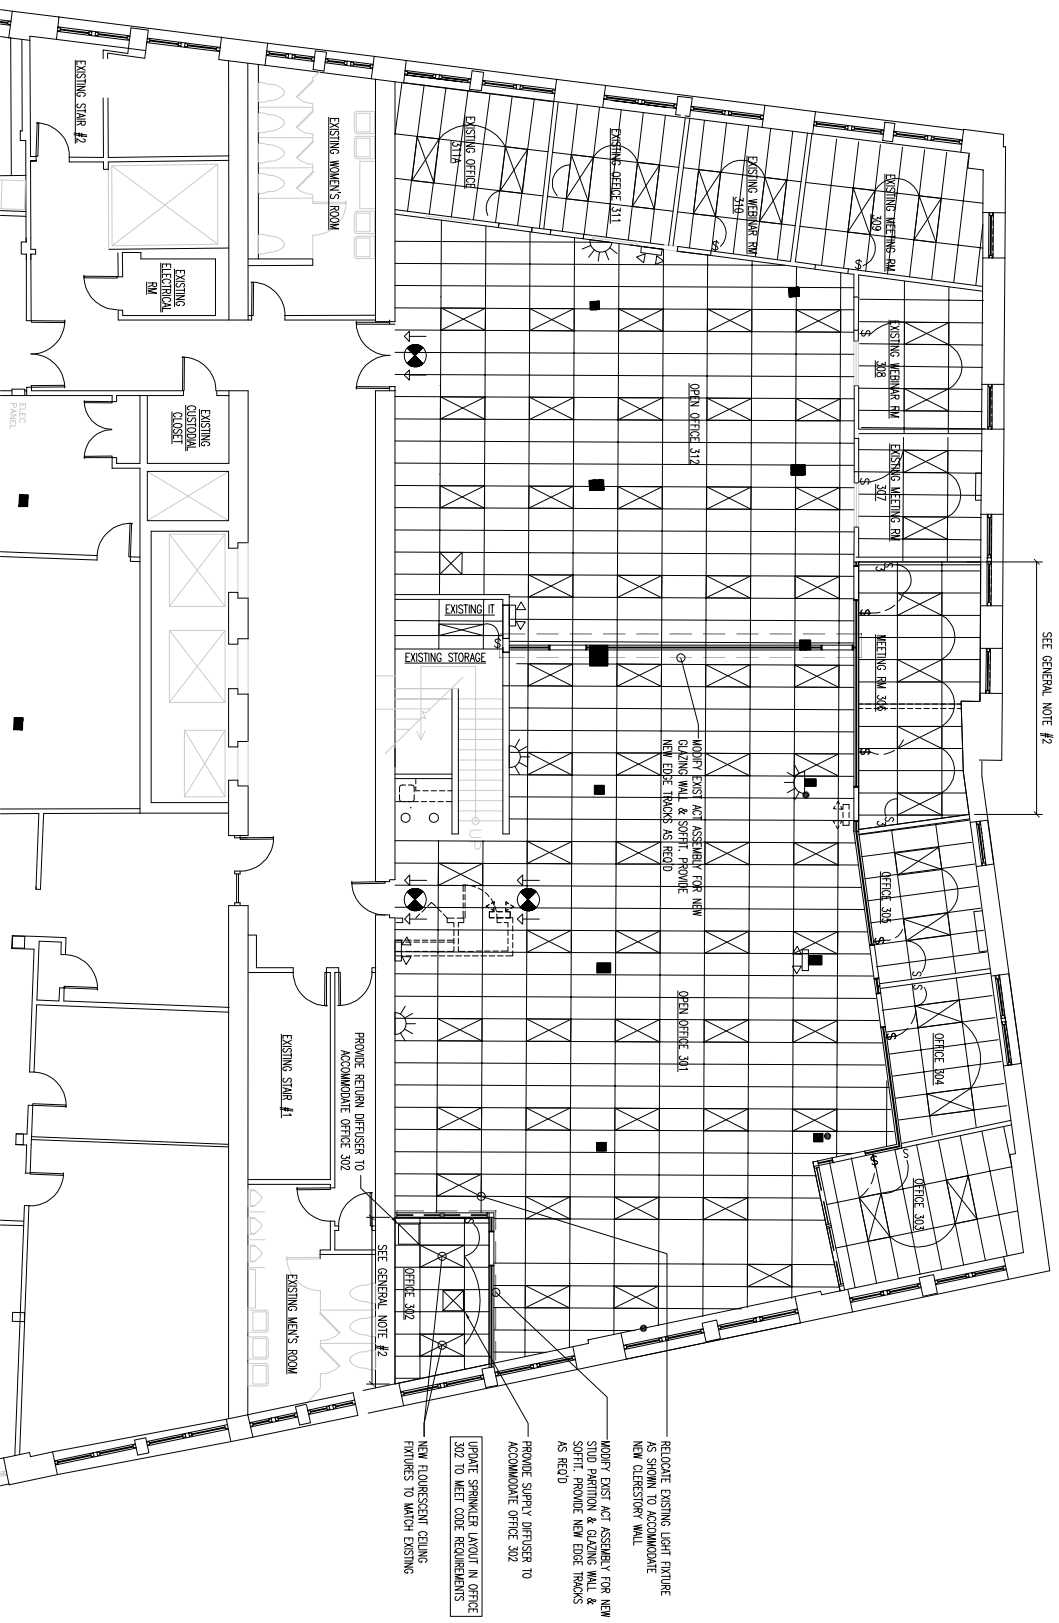 SEE GENERAL NOTE #2
EXISTING MEETING RM
309
EXISTING WEBINAR RM
308
EXISTING MEETING RM
307
MEETING RM 306
OFFICE 305
OFFICE 304
OFFICE 303
EXISTING WEBINAR RM
310
EXISTING OFFICE 311
EXISTING OFFICE
311A
OPEN OFFICE 312
MODIFY EXIST ACT ASSEMBLY FOR NEW
GLAZING WALL & SOFFIT. PROVIDE
NEW EDGE TRACKS AS REQ'D
OPEN OFFICE 301
RELOCATE EXISTING LIGHT FIXTURE
AS SHOWN TO ACCOMMODATE
NEW CLERESTORY WALL
MODIFY EXIST ACT ASSEMBLY FOR NEW
STUD PARTITION & GLAZING WALL &
SOFFIT. PROVIDE NEW EDGE TRACKS
AS REQ'D
PROVIDE SUPPLY DIFFUSER TO
ACCOMMODATE OFFICE 302
UPDATE SPRINKLER LAYOUT IN OFFICE
302 TO MEET CODE REQUIREMENTS
NEW FLOURESCENT CEILING
FIXTURES TO MATCH EXISTING
EXISTING IT
EXISTING STORAGE
UP
OFFICE 302
SEE GENERAL NOTE #2
PROVIDE RETURN DIFFUSER TO
ACCOMMODATE OFFICE 302
EXISTING WOMEN'S ROOM
EXISTING STAIR #1
EXISTING MEN'S ROOM
EXISTING
CUSTODIAL
CLOSET
EXISTING
ELECTRICAL
RM
EXISTING STAIR #2
ELEC
PANEL
S
S
S
S
S
3
S
3
S
S
S
S
S
S
S
S